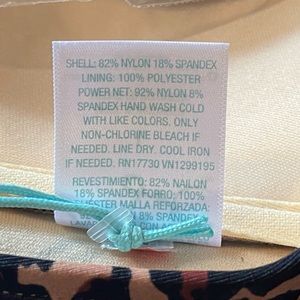 SHELL: 82% NYLON 18% SPANDEX
LINING: 100% POLYESTER
POWER NET: 92% NYLON 8%
SPANDEX HAND WASH COLD
WITH LIKE COLORS. ONLY
NON-CHLORINE BLEACH IF
NEEDED. LINE DRY. COOL IRON
IF NEEDED. RN17730 VN1299195
REVESTIMIENTO: 82% NAILON
18% SPANDEX FORRO: 100%
MALLA REFORZADA:
8% SPANDEX
CON A